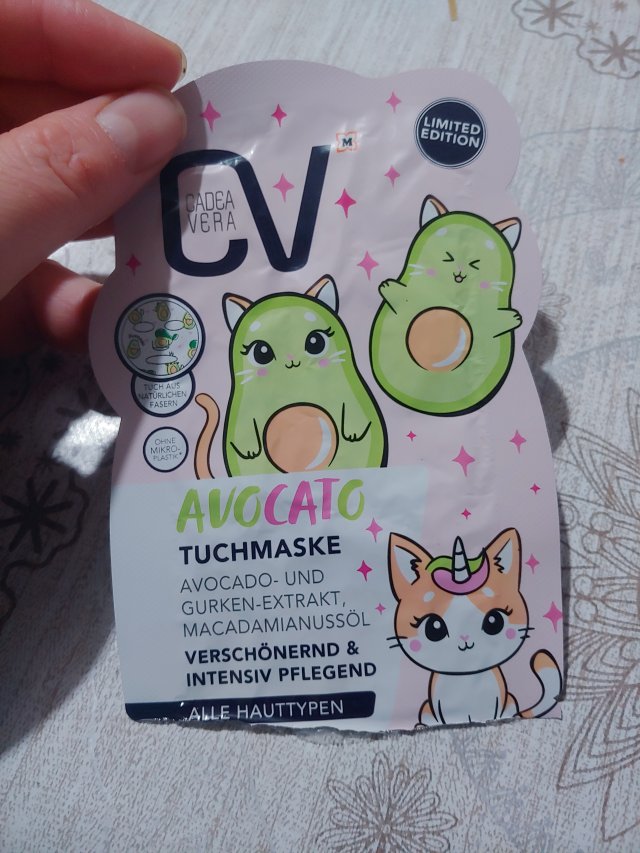 LIMITED
EDITION
M
CV
CADEA
VERA
TUCH AUS
NATÜRLICHEN
FASERN
OHNE
MIKRO-
PLASTIK*
AVOCATO
TUCHMASKE
AVOCADO- UND
GURKEN-EXTRAKT,
MACADAMIANUSSÖL
VERSCHÖNERND &
INTENSIV PFLEGEND
ALLE HAUTTYPEN